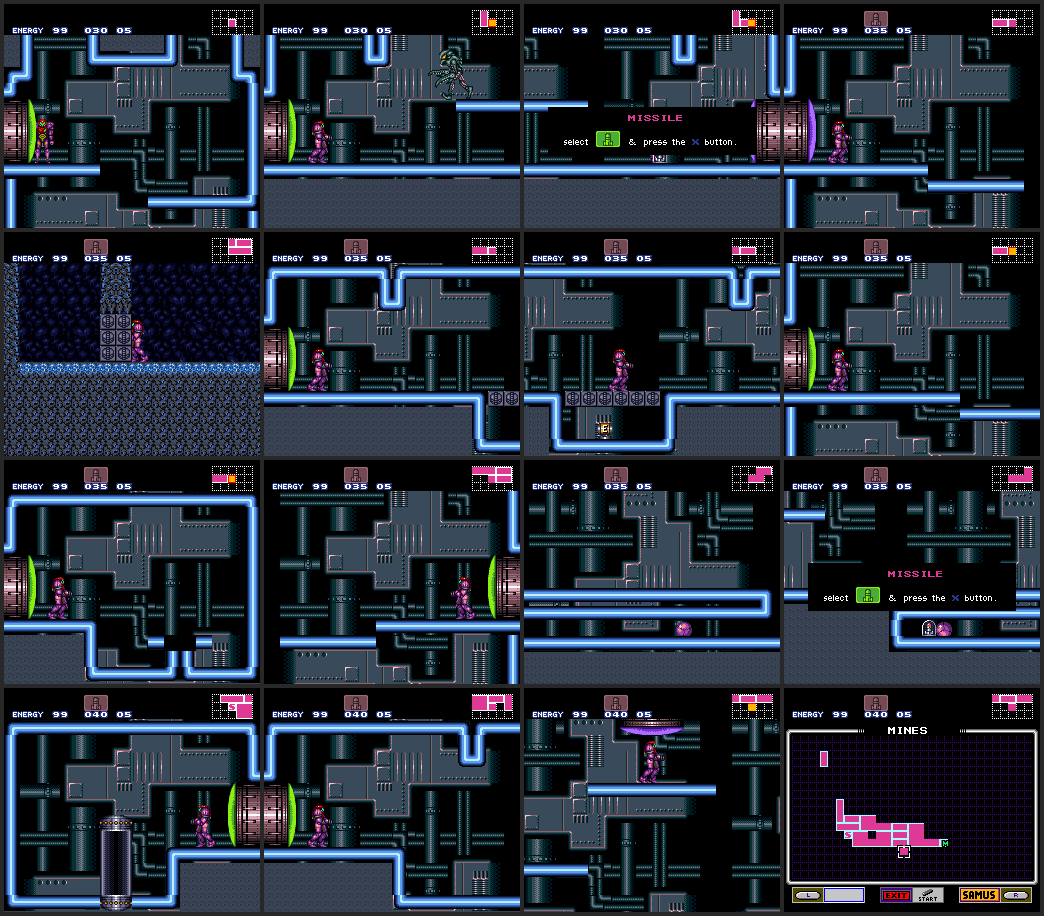 ENERGY 99 030 05
ENERGY 99 030 05
ENERGY 99 030 05
MISSILE
select & press the X button.
ENERGY 99 035 05
ENERGY 99 035 05
ENERGY 99 035 05
ENERGY 99 035 05
E
ENERGY 99 035 05
ENERGY 99 035 05
ENERGY 99 035 05
ENERGY 99 035 05
ENERGY 99 035 05
MISSILE
select & press the X button.
S
ENERGY 99 040 05
ENERGY 99 040 05
ENERGY 99 040 05
ENERGY 99 040 05
MINES
S
M
L EXIT START SAMUS R